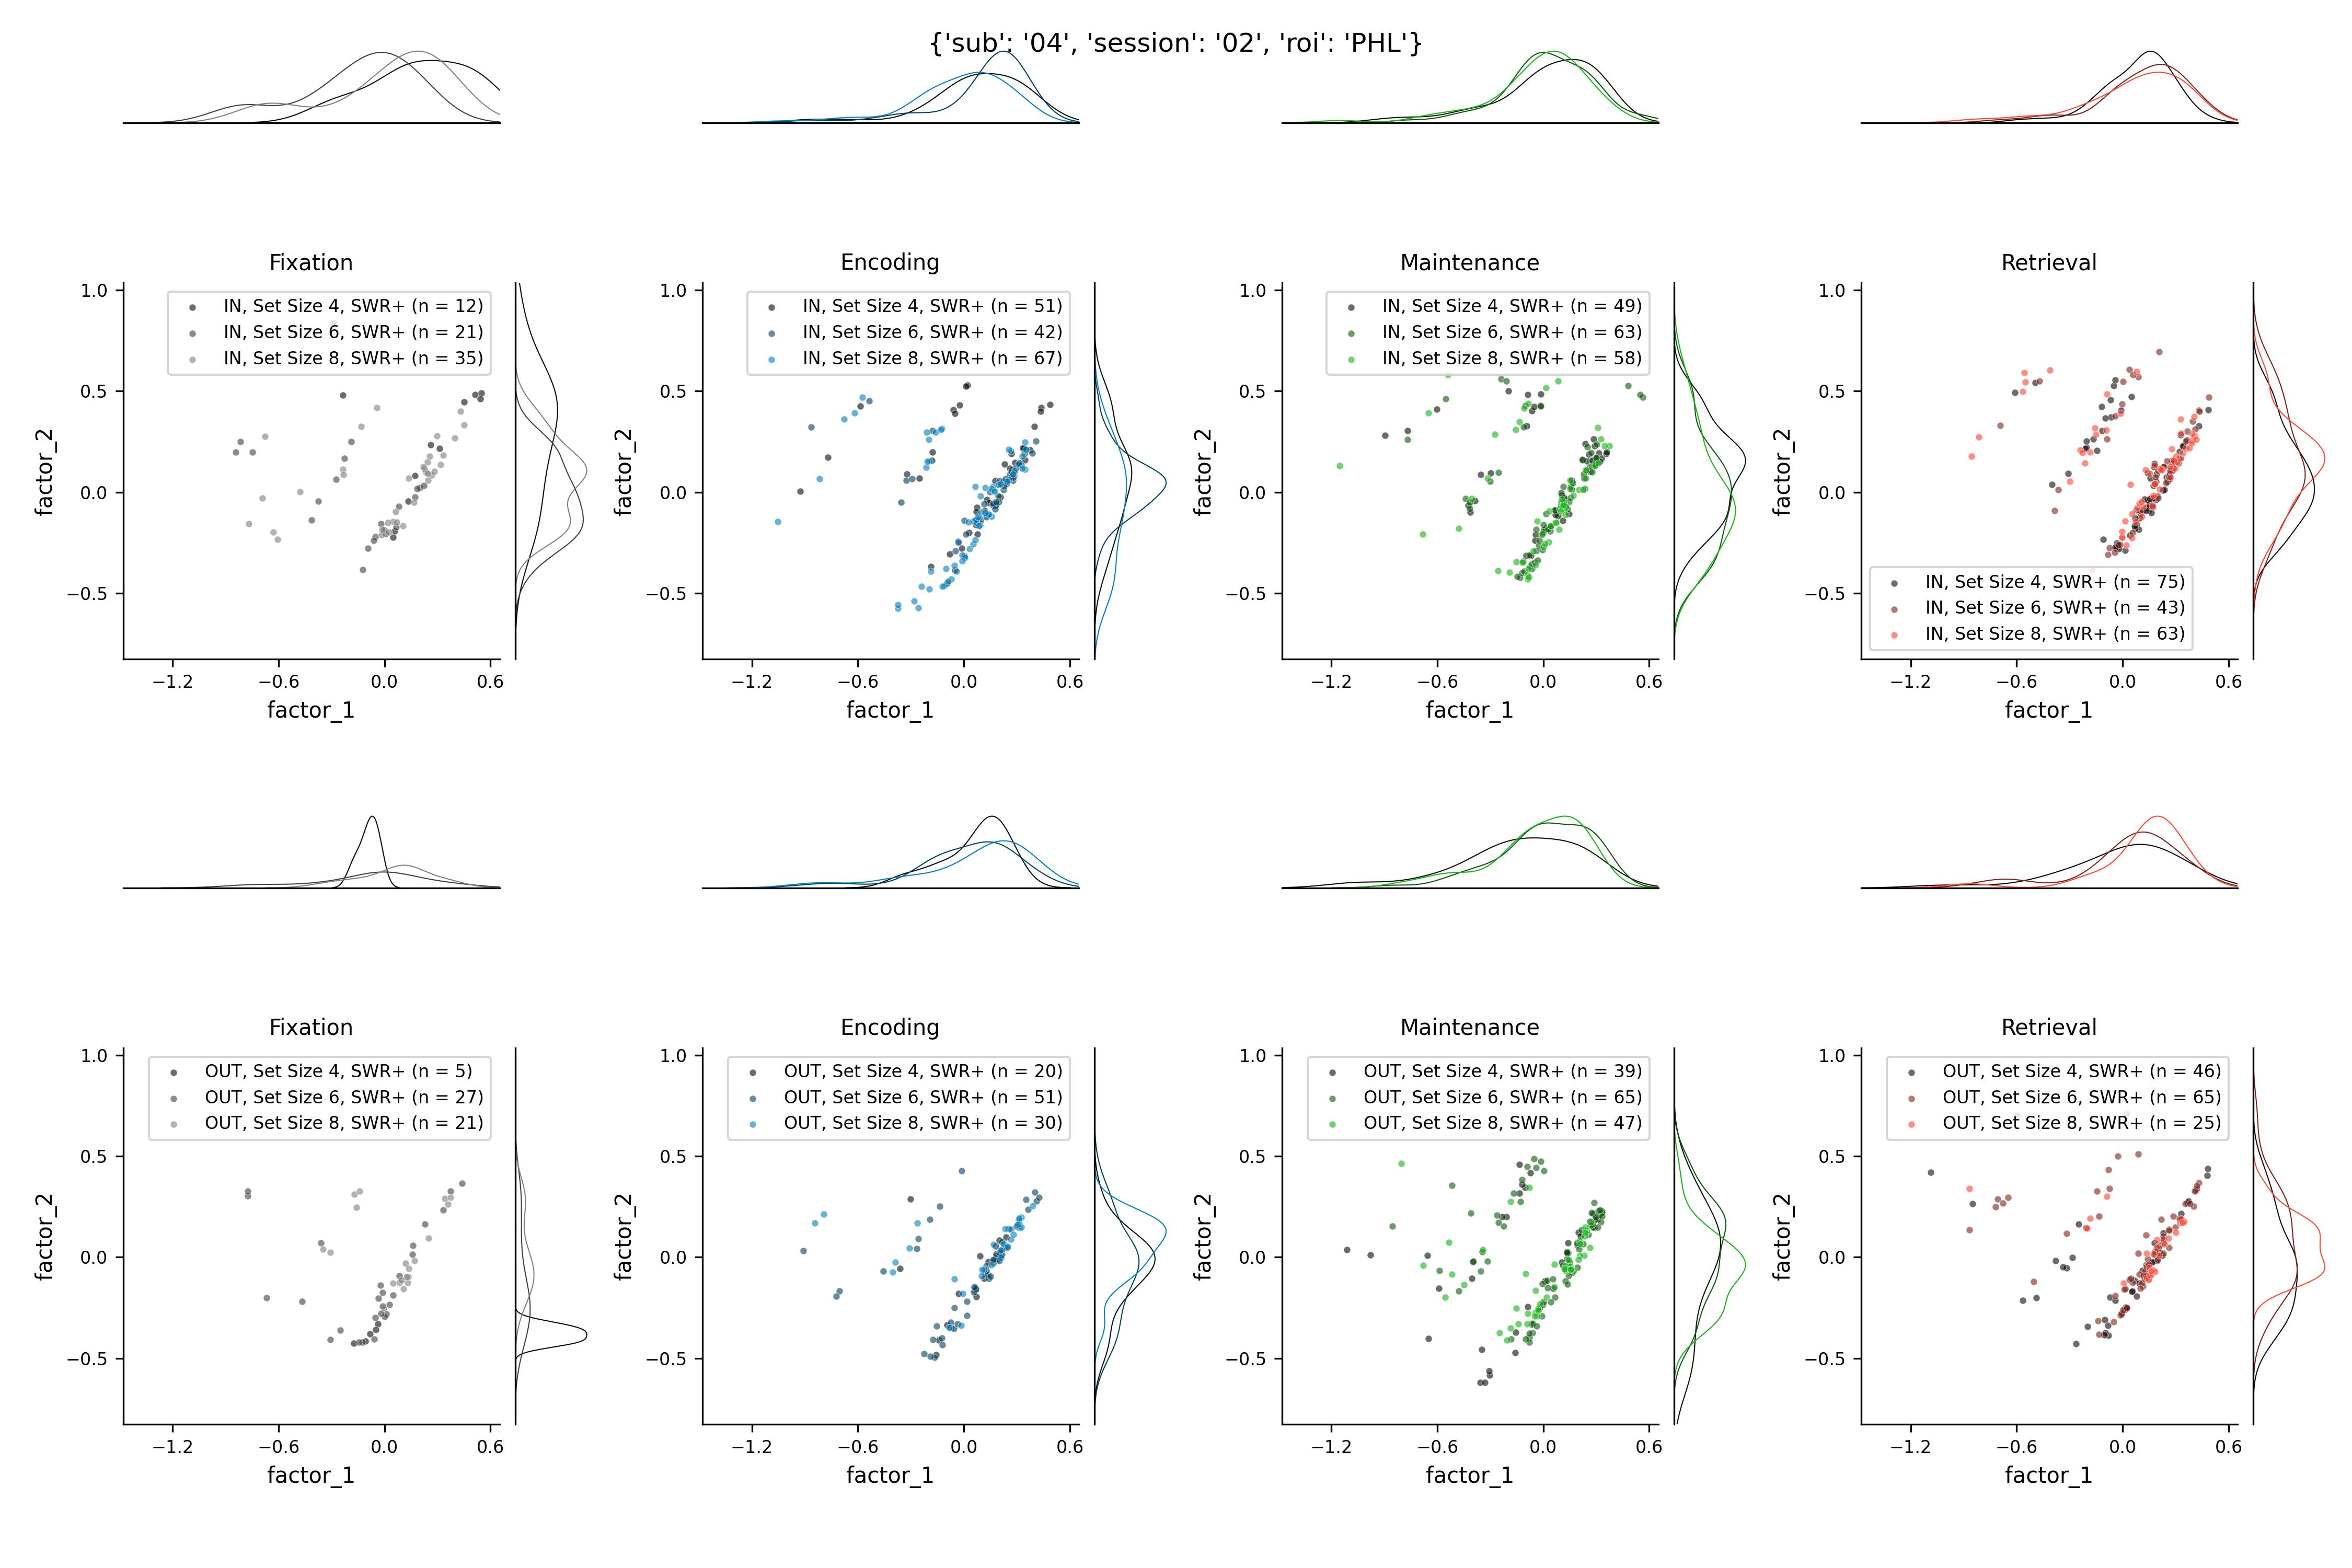 {'sub': '04', 'session': '02', 'roi': 'PHL'}
Fixation
1.0
0.5
0.0
−0.5
factor_2
IN, Set Size 4, SWR+ (n = 12)
IN, Set Size 6, SWR+ (n = 21)
IN, Set Size 8, SWR+ (n = 35)
−1.2
−0.6
0.0
0.6
factor_1
Encoding
1.0
0.5
0.0
−0.5
factor_2
IN, Set Size 4, SWR+ (n = 51)
IN, Set Size 6, SWR+ (n = 42)
IN, Set Size 8, SWR+ (n = 67)
−1.2
−0.6
0.0
0.6
factor_1
Maintenance
1.0
0.5
0.0
−0.5
factor_2
IN, Set Size 4, SWR+ (n = 49)
IN, Set Size 6, SWR+ (n = 63)
IN, Set Size 8, SWR+ (n = 58)
−1.2
−0.6
0.0
0.6
factor_1
Retrieval
1.0
0.5
0.0
−0.5
factor_2
IN, Set Size 4, SWR+ (n = 75)
IN, Set Size 6, SWR+ (n = 43)
IN, Set Size 8, SWR+ (n = 63)
−1.2
−0.6
0.0
0.6
factor_1
Fixation
1.0
0.5
0.0
−0.5
factor_2
OUT, Set Size 4, SWR+ (n = 5)
OUT, Set Size 6, SWR+ (n = 27)
OUT, Set Size 8, SWR+ (n = 21)
−1.2
−0.6
0.0
0.6
factor_1
Encoding
1.0
0.5
0.0
−0.5
factor_2
OUT, Set Size 4, SWR+ (n = 20)
OUT, Set Size 6, SWR+ (n = 51)
OUT, Set Size 8, SWR+ (n = 30)
−1.2
−0.6
0.0
0.6
factor_1
Maintenance
1.0
0.5
0.0
−0.5
factor_2
OUT, Set Size 4, SWR+ (n = 39)
OUT, Set Size 6, SWR+ (n = 65)
OUT, Set Size 8, SWR+ (n = 47)
−1.2
−0.6
0.0
0.6
factor_1
Retrieval
1.0
0.5
0.0
−0.5
factor_2
OUT, Set Size 4, SWR+ (n = 46)
OUT, Set Size 6, SWR+ (n = 65)
OUT, Set Size 8, SWR+ (n = 25)
−1.2
−0.6
0.0
0.6
factor_1